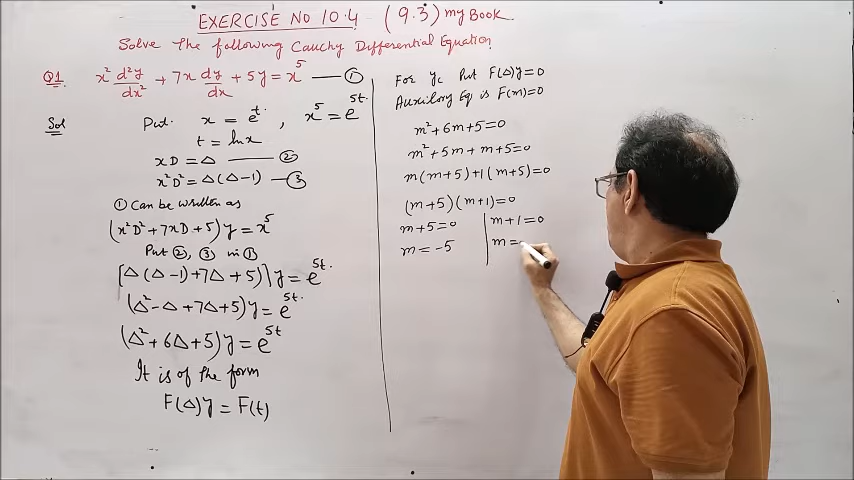 EXERCISE NO 10.4 (9.3) my Book.
Solve the following Cauchy Differential Equation
Q1 x² d²y/dx² + 7x dy/dx + 5y = x⁵ —— ①
Sol Put x = eᵗ , x⁵ = e⁵ᵗ
t = lnx
xD = Δ —— ②
x²D² = Δ(Δ-1) — ③
① Can be written as
(x²D² + 7xD + 5) y = x⁵
Put ②, ③ in ①
[Δ(Δ-1) + 7Δ + 5)] y = e⁵ᵗ
(Δ² - Δ + 7Δ + 5) y = e⁵ᵗ
(Δ² + 6Δ + 5) y = e⁵ᵗ
It is of the form
F(Δ)y = F(t)
For yc Put F(Δ)y = 0
Auxilory Eq is F(m) = 0
m² + 6m + 5 = 0
m² + 5m + m + 5 = 0
m(m+5) + 1(m+5) = 0
(m+5)(m+1) = 0
m+5 = 0 | m+1 = 0
m = -5 | m =